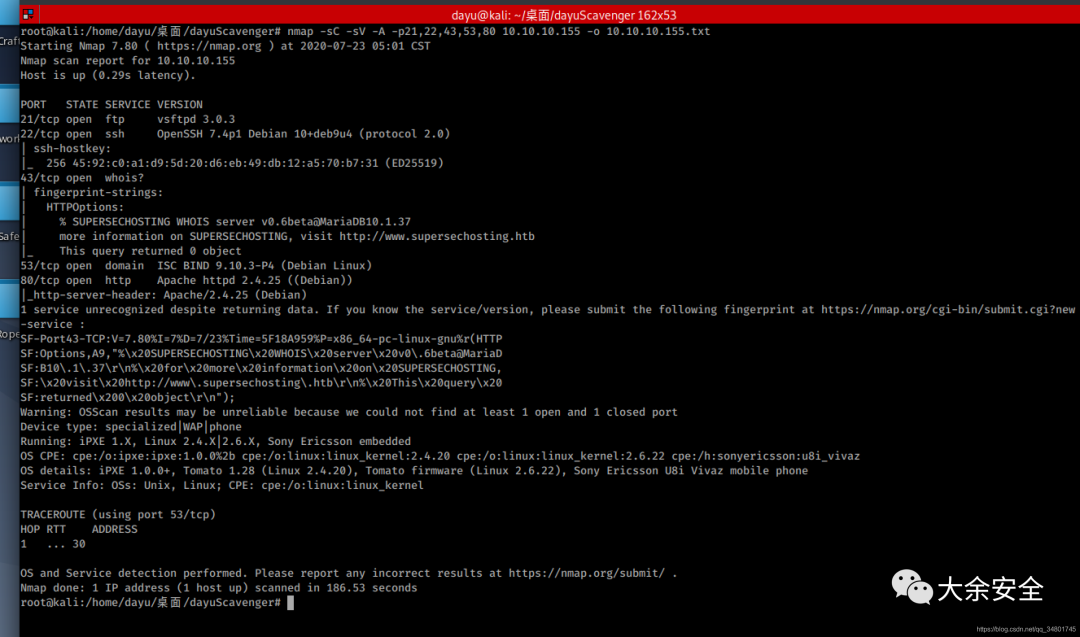 dayu@kali: ~/桌面/dayuScavenger 162x53
root@kali:/home/dayu/桌面/dayuScavenger# nmap -sC -sV -A -p21,22,43,53,80 10.10.10.155 -o 10.10.10.155.txt
Starting Nmap 7.80 ( https://nmap.org ) at 2020-07-23 05:01 CST
Nmap scan report for 10.10.10.155
Host is up (0.29s latency).
PORT   STATE SERVICE VERSION
21/tcp open  ftp     vsftpd 3.0.3
22/tcp open  ssh     OpenSSH 7.4p1 Debian 10+deb9u4 (protocol 2.0)
| ssh-hostkey:
|_  256 45:92:c0:a1:d9:5d:20:d6:eb:49:db:12:a5:70:b7:31 (ED25519)
43/tcp open  whois?
| fingerprint-strings:
|   HTTPOptions:
|     % SUPERSECHOSTING WHOIS server v0.6beta@MariaDB10.1.37
|     more information on SUPERSECHOSTING, visit http://www.supersechosting.htb
|_    This query returned 0 object
53/tcp open  domain  ISC BIND 9.10.3-P4 (Debian Linux)
80/tcp open  http    Apache httpd 2.4.25 ((Debian))
|_http-server-header: Apache/2.4.25 (Debian)
1 service unrecognized despite returning data. If you know the service/version, please submit the following fingerprint at https://nmap.org/cgi-bin/submit.cgi?new
-service :
SF-Port43-TCP:V=7.80%I=7%D=7/23%Time=5F18A959%P=x86_64-pc-linux-gnu%r(HTTP
SF:Options,A9,"%\x20SUPERSECHOSTING\x20WHOIS\x20server\x20v0\.6beta@MariaD
SF:B10\.1\.37\r\n%\x20for\x20more\x20information\x20on\x20SUPERSECHOSTING,
SF:\x20visit\x20http://www\.supersechosting\.htb\r\n%\x20This\x20query\x20
SF:returned\x200\x20object\r\n");
Warning: OSScan results may be unreliable because we could not find at least 1 open and 1 closed port
Device type: specialized|WAP|phone
Running: iPXE 1.X, Linux 2.4.X|2.6.X, Sony Ericsson embedded
OS CPE: cpe:/o:ipxe:ipxe:1.0.0%2b cpe:/o:linux:linux_kernel:2.4.20 cpe:/o:linux:linux_kernel:2.6.22 cpe:/h:sonyericsson:u8i_vivaz
OS details: iPXE 1.0.0+, Tomato 1.28 (Linux 2.4.20), Tomato firmware (Linux 2.6.22), Sony Ericsson U8i Vivaz mobile phone
Service Info: OSs: Unix, Linux; CPE: cpe:/o:linux:linux_kernel
TRACEROUTE (using port 53/tcp)
HOP RTT    ADDRESS
1   ... 30
OS and Service detection performed. Please report any incorrect results at https://nmap.org/submit/ .
Nmap done: 1 IP address (1 host up) scanned in 186.53 seconds
root@kali:/home/dayu/桌面/dayuScavenger#
大余安全
https://blog.csdn.net/qq_34801745